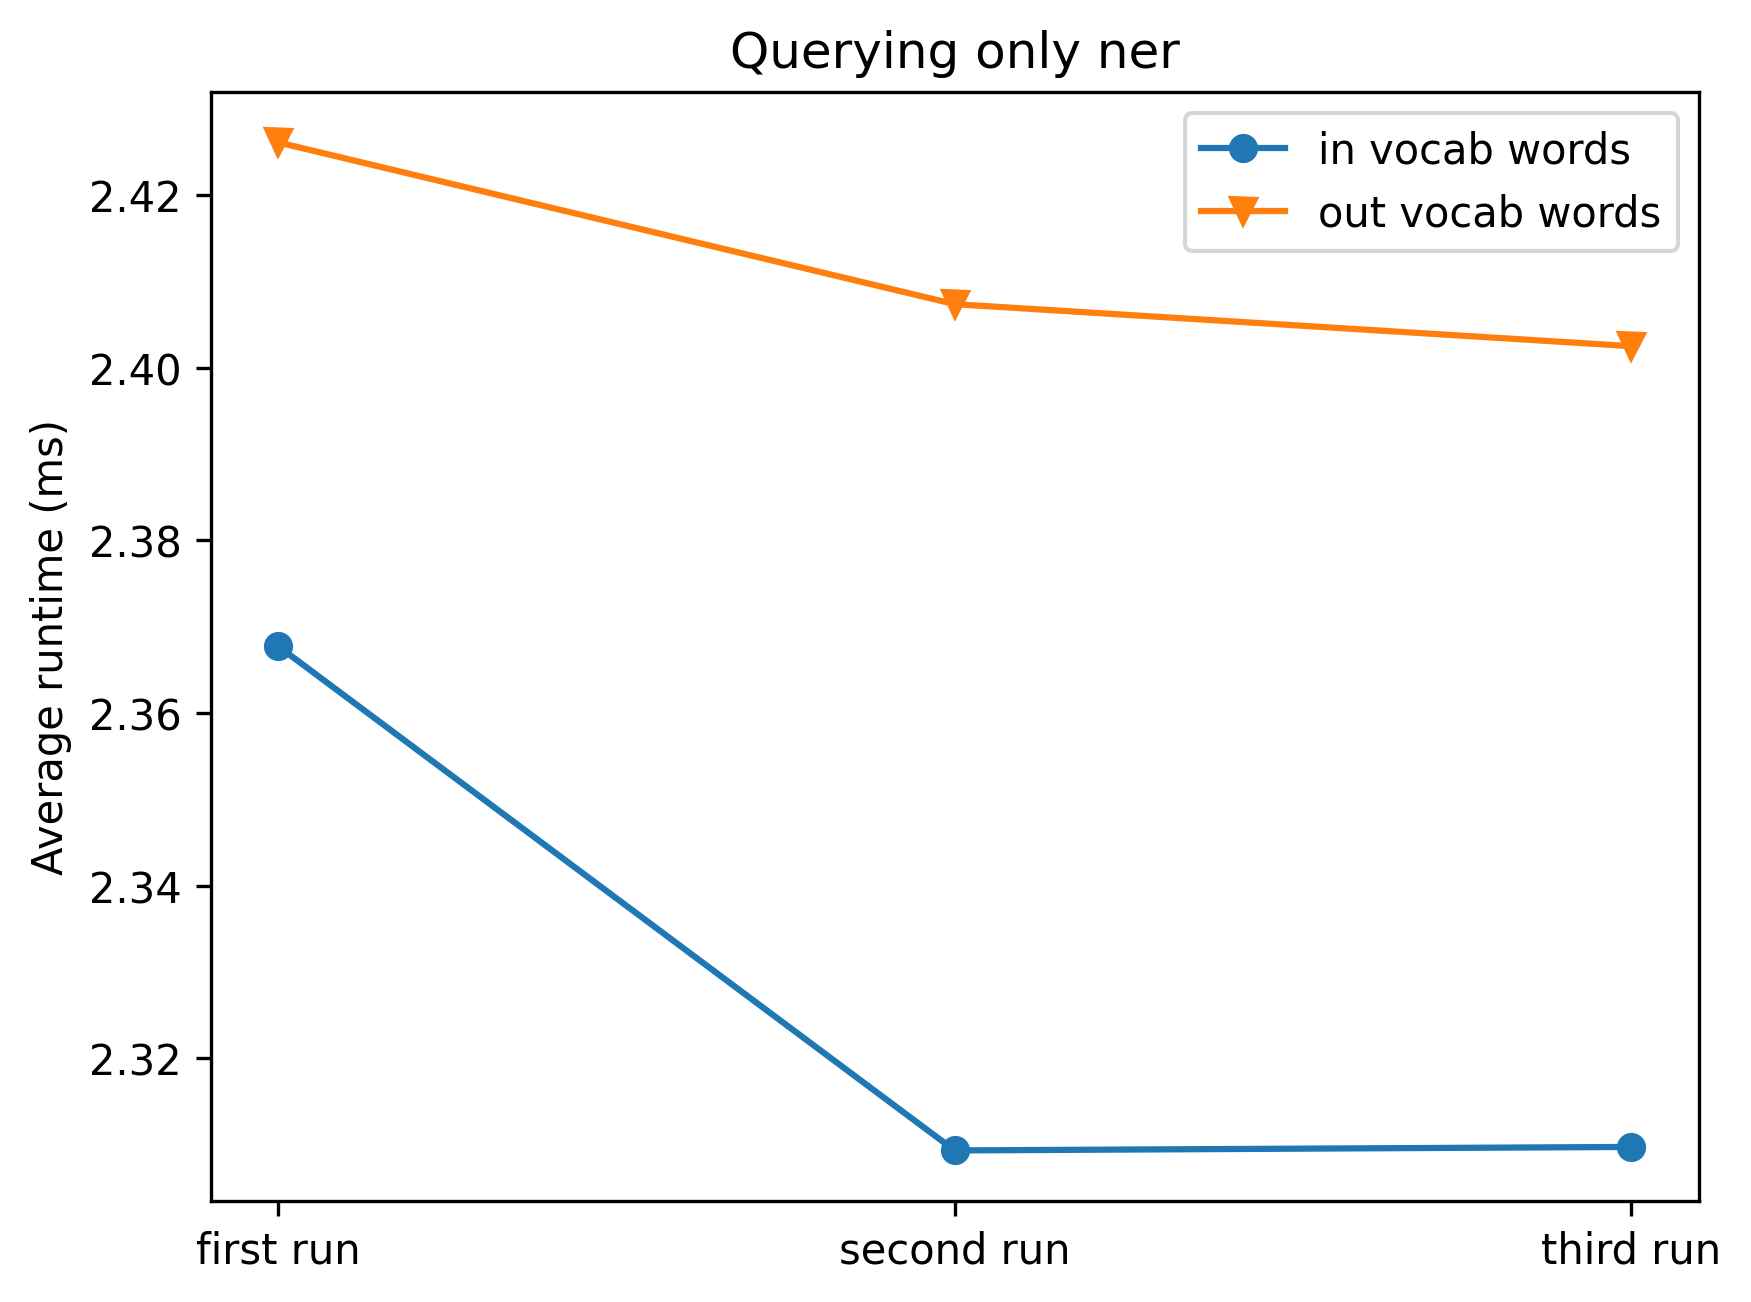 Querying only ner
in vocab words
out vocab words
Average runtime (ms)
2.42
2.40
2.38
2.36
2.34
2.32
first run
second run
third run